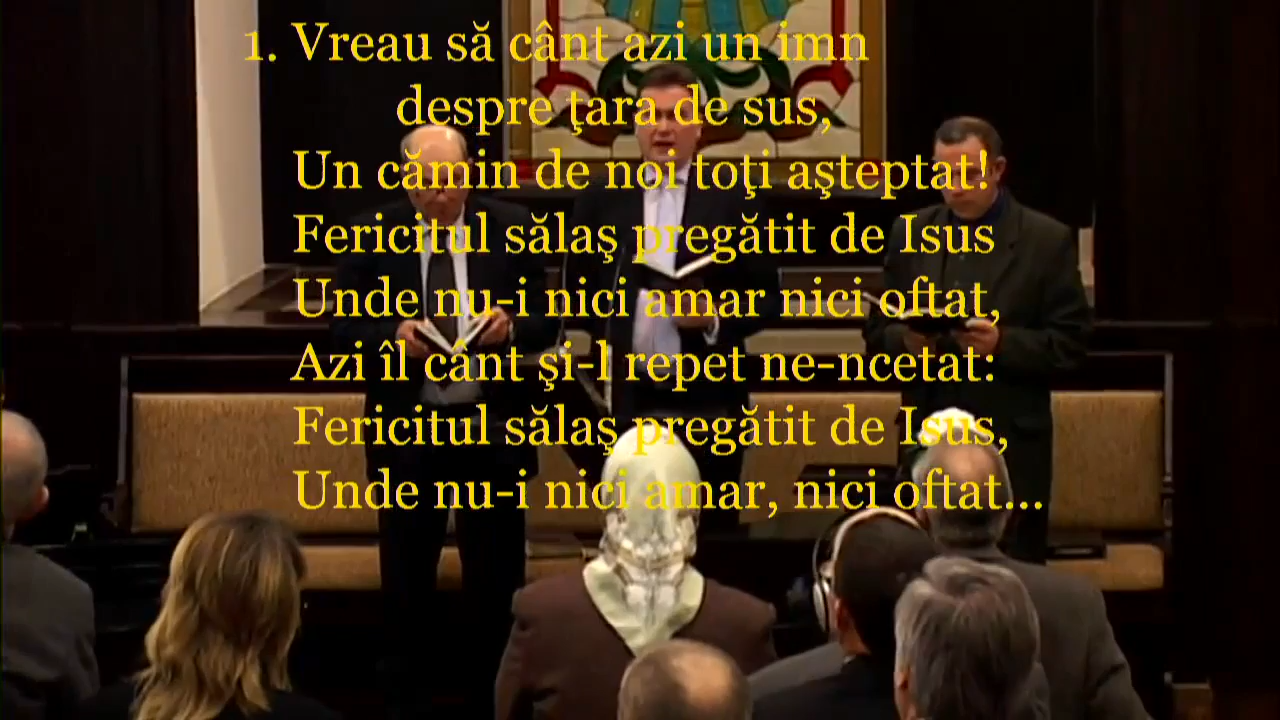 1. Vreau să cânt azi un imn
despre ţara de sus,
Un cămin de noi toţi aşteptat!
Fericitul sălaş pregătit de Isus
Unde nu-i nici amar nici oftat,
Azi îl cânt şi-l repet ne-ncetat:
Fericitul sălaş pregătit de Isus,
Unde nu-i nici amar, nici oftat...